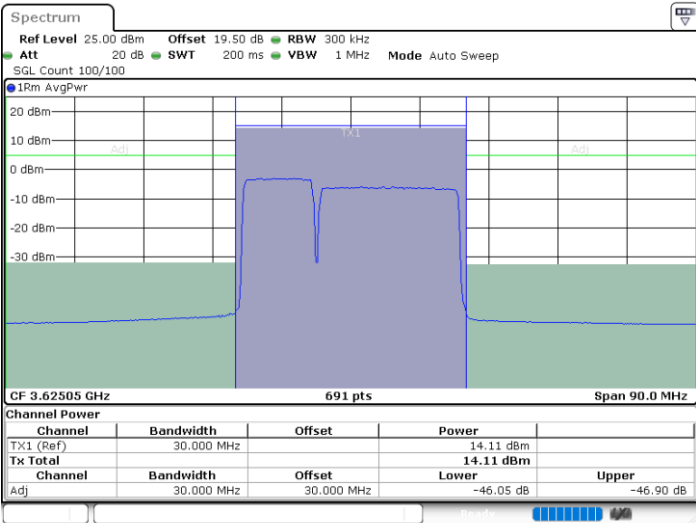 Spectrum
Ref Level 25.00 dBm Offset 19.50 dB RBW 300 kHz
Att 20 dB SWT 200 ms VBW 1 MHz Mode Auto Sweep
SGL Count 100/100
1Rm AvgPwr
20 dBm
TX1
10 dBm
Adj Adj
0 dBm
-10 dBm
-20 dBm
-30 dBm
CF 3.62505 GHz 691 pts Span 90.0 MHz
Channel Power
Channel Bandwidth Offset Power
TX1 (Ref) 30.000 MHz 14.11 dBm
Tx Total 14.11 dBm
Channel Bandwidth Offset Lower Upper
Adj 30.000 MHz 30.000 MHz -46.05 dB -46.90 dB
Ready